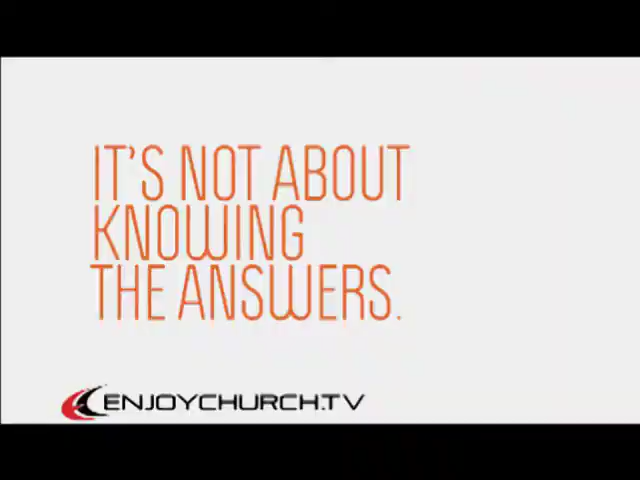 IT'S NOT ABOUT
KNOWING
THE ANSWERS.
ENJOYCHURCH.TV